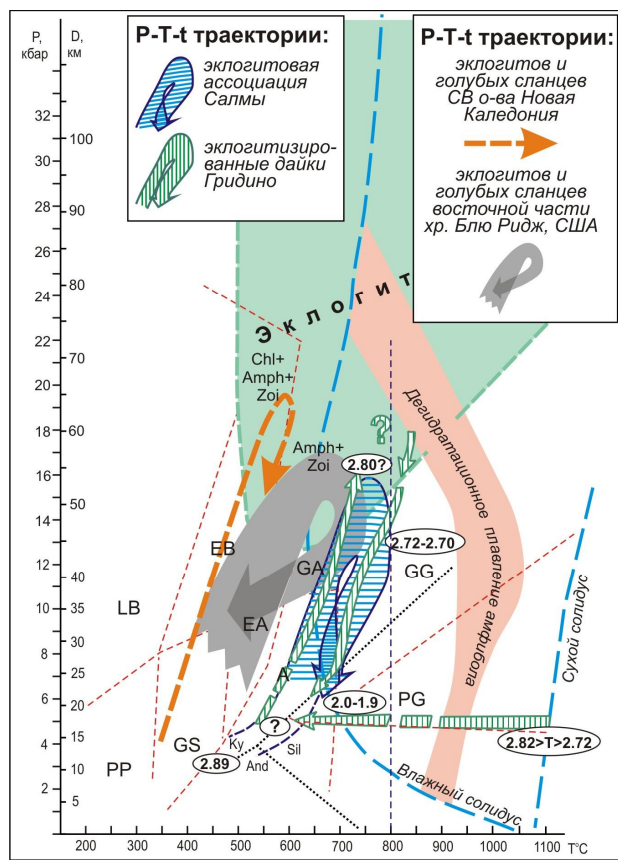 P,
кбар
D,
км
P-T-t траектории:
эклогитовая
ассоциация
Салмы
эклогитизиро-
ванные дайки
Гридино
P-T-t траектории:
эклогитов и
голубых сланцев
СВ о-ва Новая
Каледония
эклогитов и
голубых сланцев
восточной части
хр. Блю Ридж, США
32
30
28
26
24
22
20
18
16
14
12
10
8
6
4
2
100
90
80
70
60
50
40
35
30
25
20
15
10
5
Эклогит
Chl+
Amph+
Zoi
Amph+
Zoi
?
2.80?
2.72-2.70
Дегидратационное плавление амфибола
EB
GA
GG
LB
EA
A
Сухой солидус
2.0-1.9
PG
?
GS
Ky
Sil
And
2.89
PP
2.82>T>2.72
Влажный солидус
200 300 400 500 600 700 800 900 1000 1100 T°C